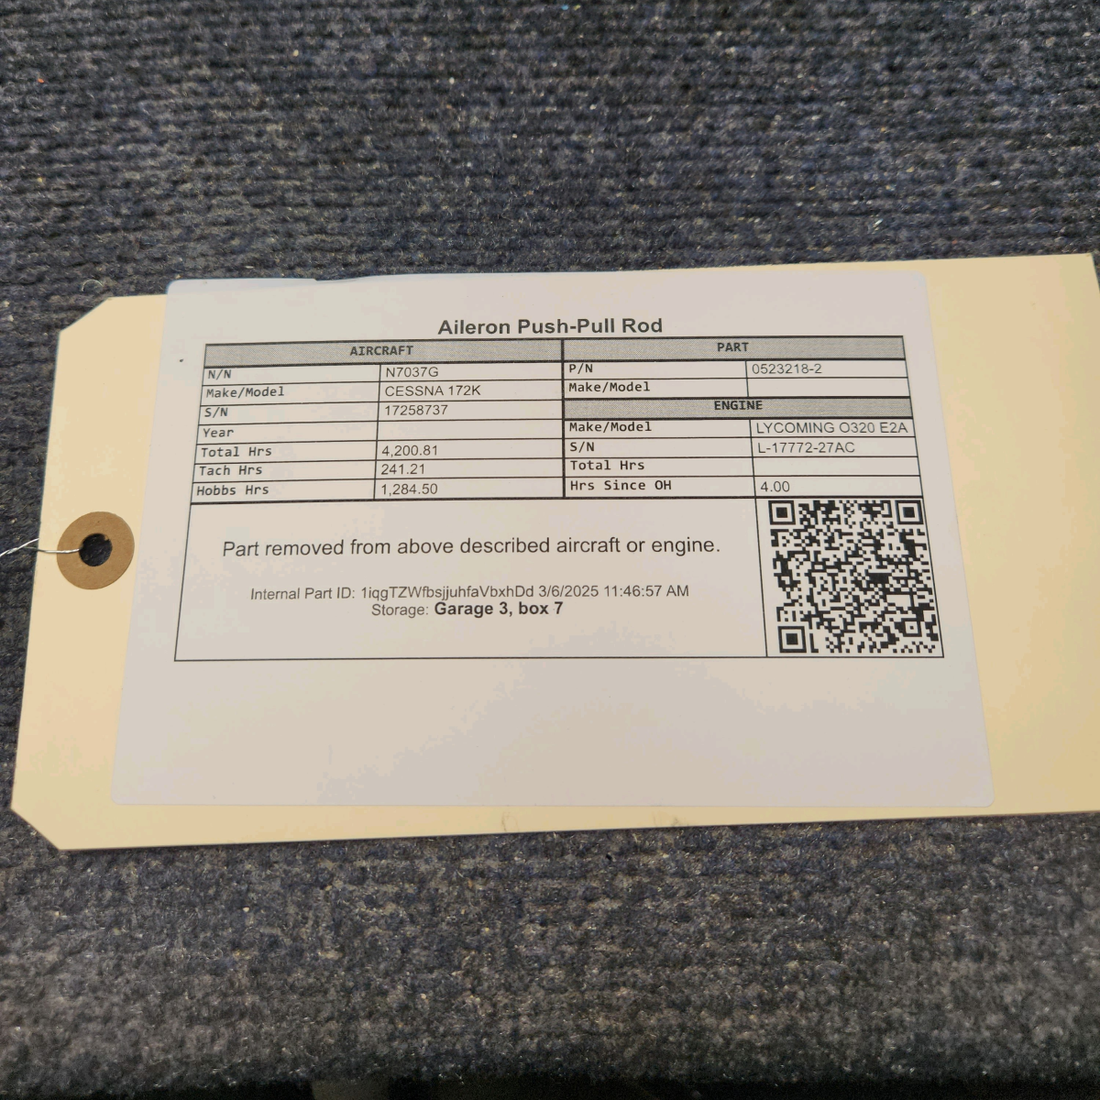 Aileron Push-Pull Rod
AIRCRAFT PART
N/N N7037G P/N 0523218-2
Make/Model CESSNA 172K Make/Model
S/N 17258737 ENGINE
Year Make/Model LYCOMING O320 E2A
Total Hrs 4,200.81 S/N L-17772-27AC
Tach Hrs 241.21 Total Hrs
Hobbs Hrs 1,284.50 Hrs Since OH 4.00
Part removed from above described aircraft or engine.
Internal Part ID: 1iqgTZWfbsjjuhfaVbxhDd 3/6/2025 11:46:57 AM
Storage: Garage 3, box 7